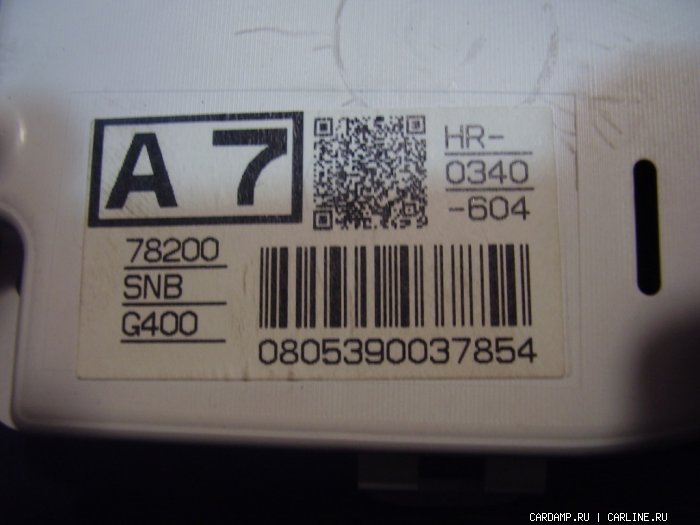 A 7
HR-
0340
-604
78200
SNB
G400
0805390037854
CARDAMP.RU | CARLINE.RU